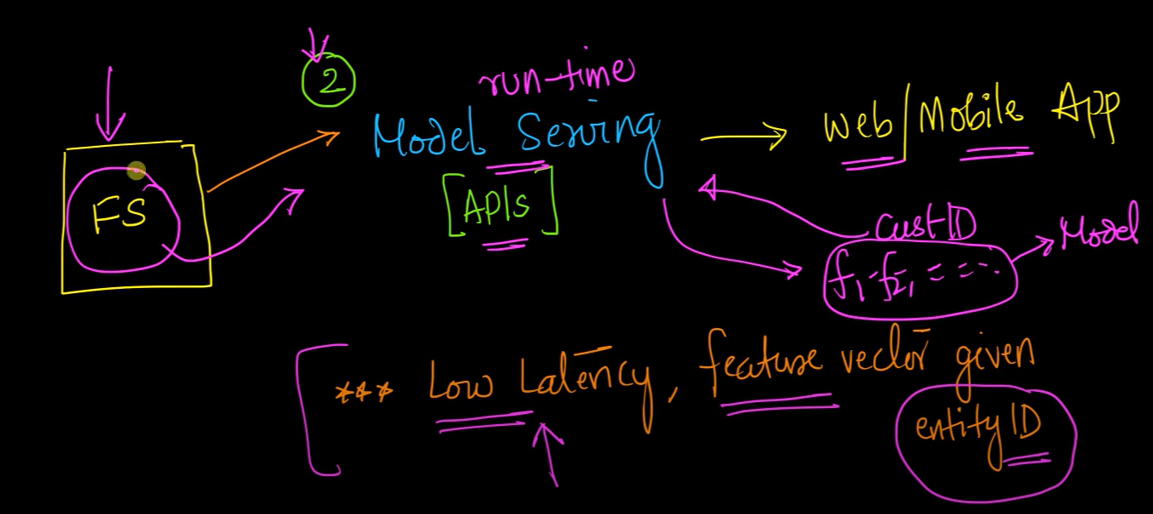 2
run-time
Model Serving
Web/Mobile App
FS
[APIs]
CustID
f1, f2, = = - - .
Model
*** Low Latency, feature vector given
entity ID